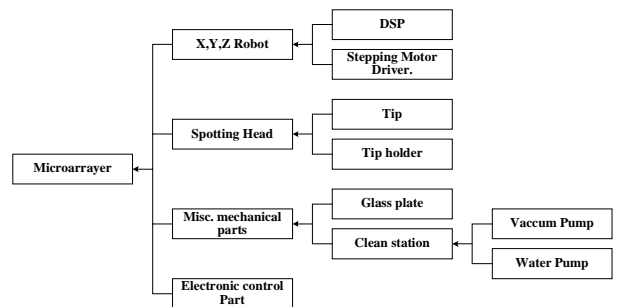 DSP
X,Y,Z Robot
Stepping Motor
Driver.
Tip
Spotting Head
Tip holder
Microarrayer
Glass plate
Misc. mechanical
parts
Clean station
Vaccum Pump
Water Pump
Electronic control
Part